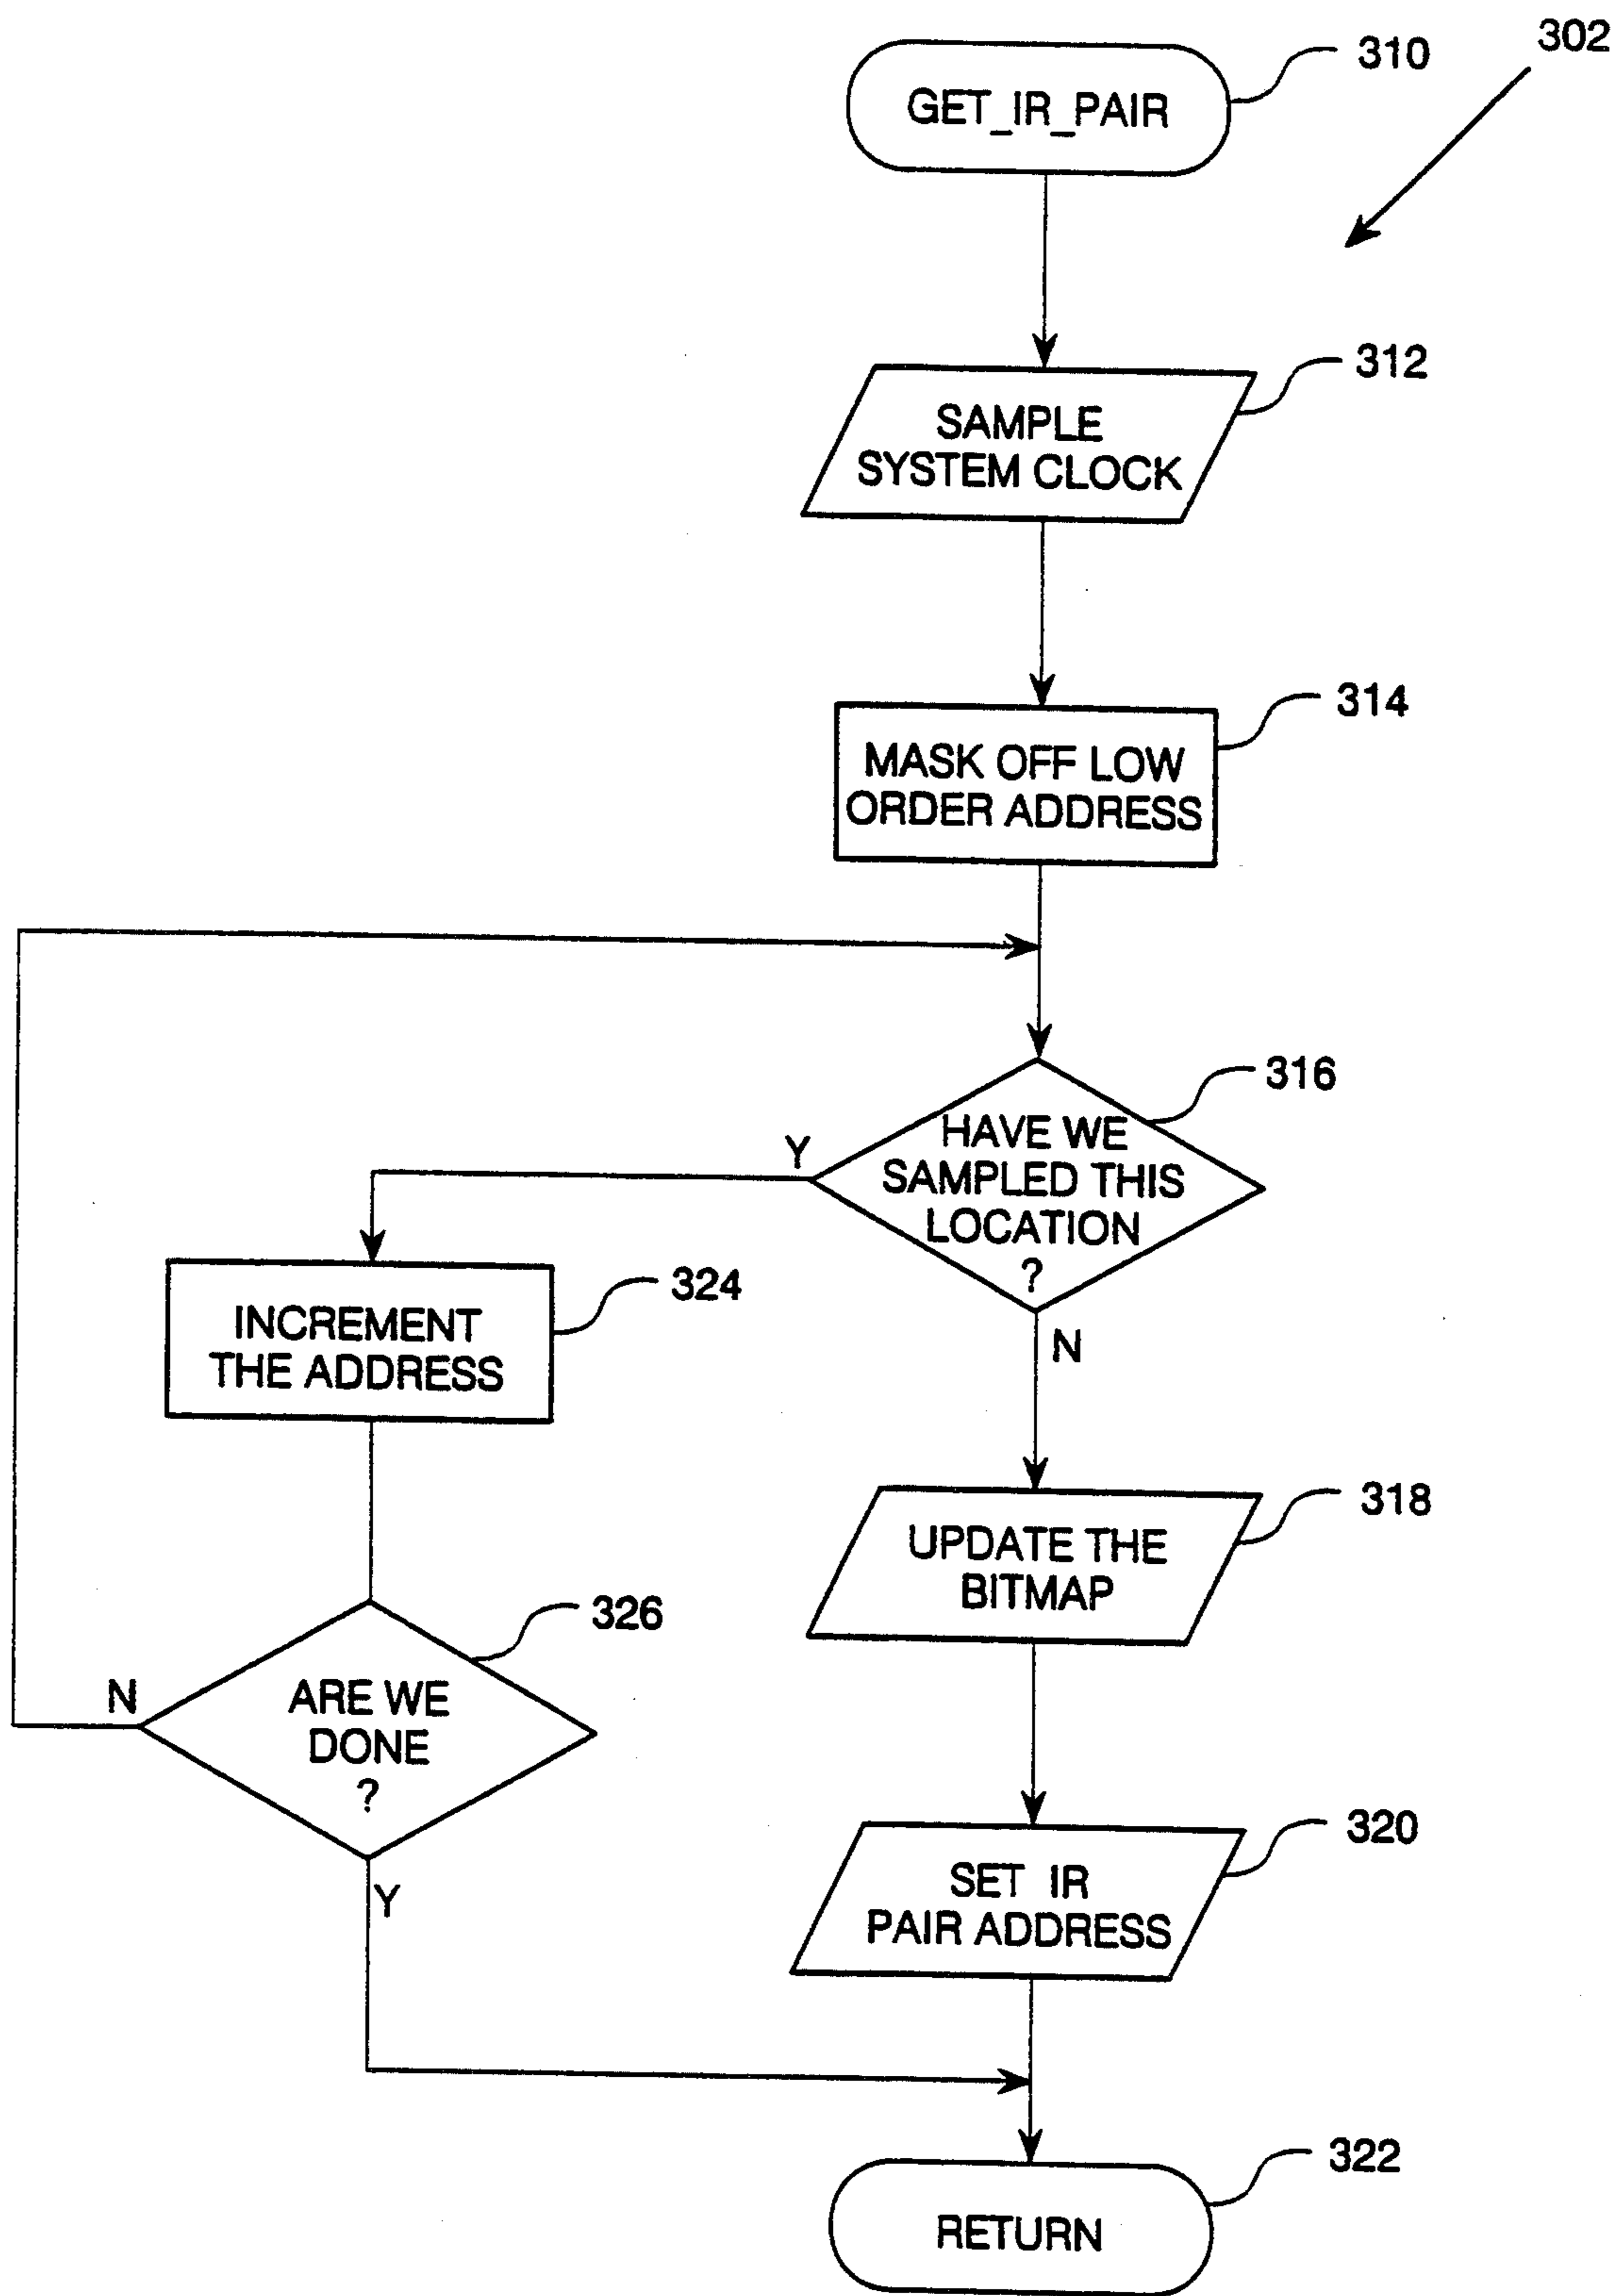 302
310
GET_IR_PAIR
312
SAMPLE
SYSTEM CLOCK
314
MASK OFF LOW
ORDER ADDRESS
316
HAVE WE
SAMPLED THIS
LOCATION
?
Y
N
324
INCREMENT
THE ADDRESS
318
UPDATE THE
BITMAP
326
ARE WE
DONE
?
N
Y
320
SET IR
PAIR ADDRESS
322
RETURN